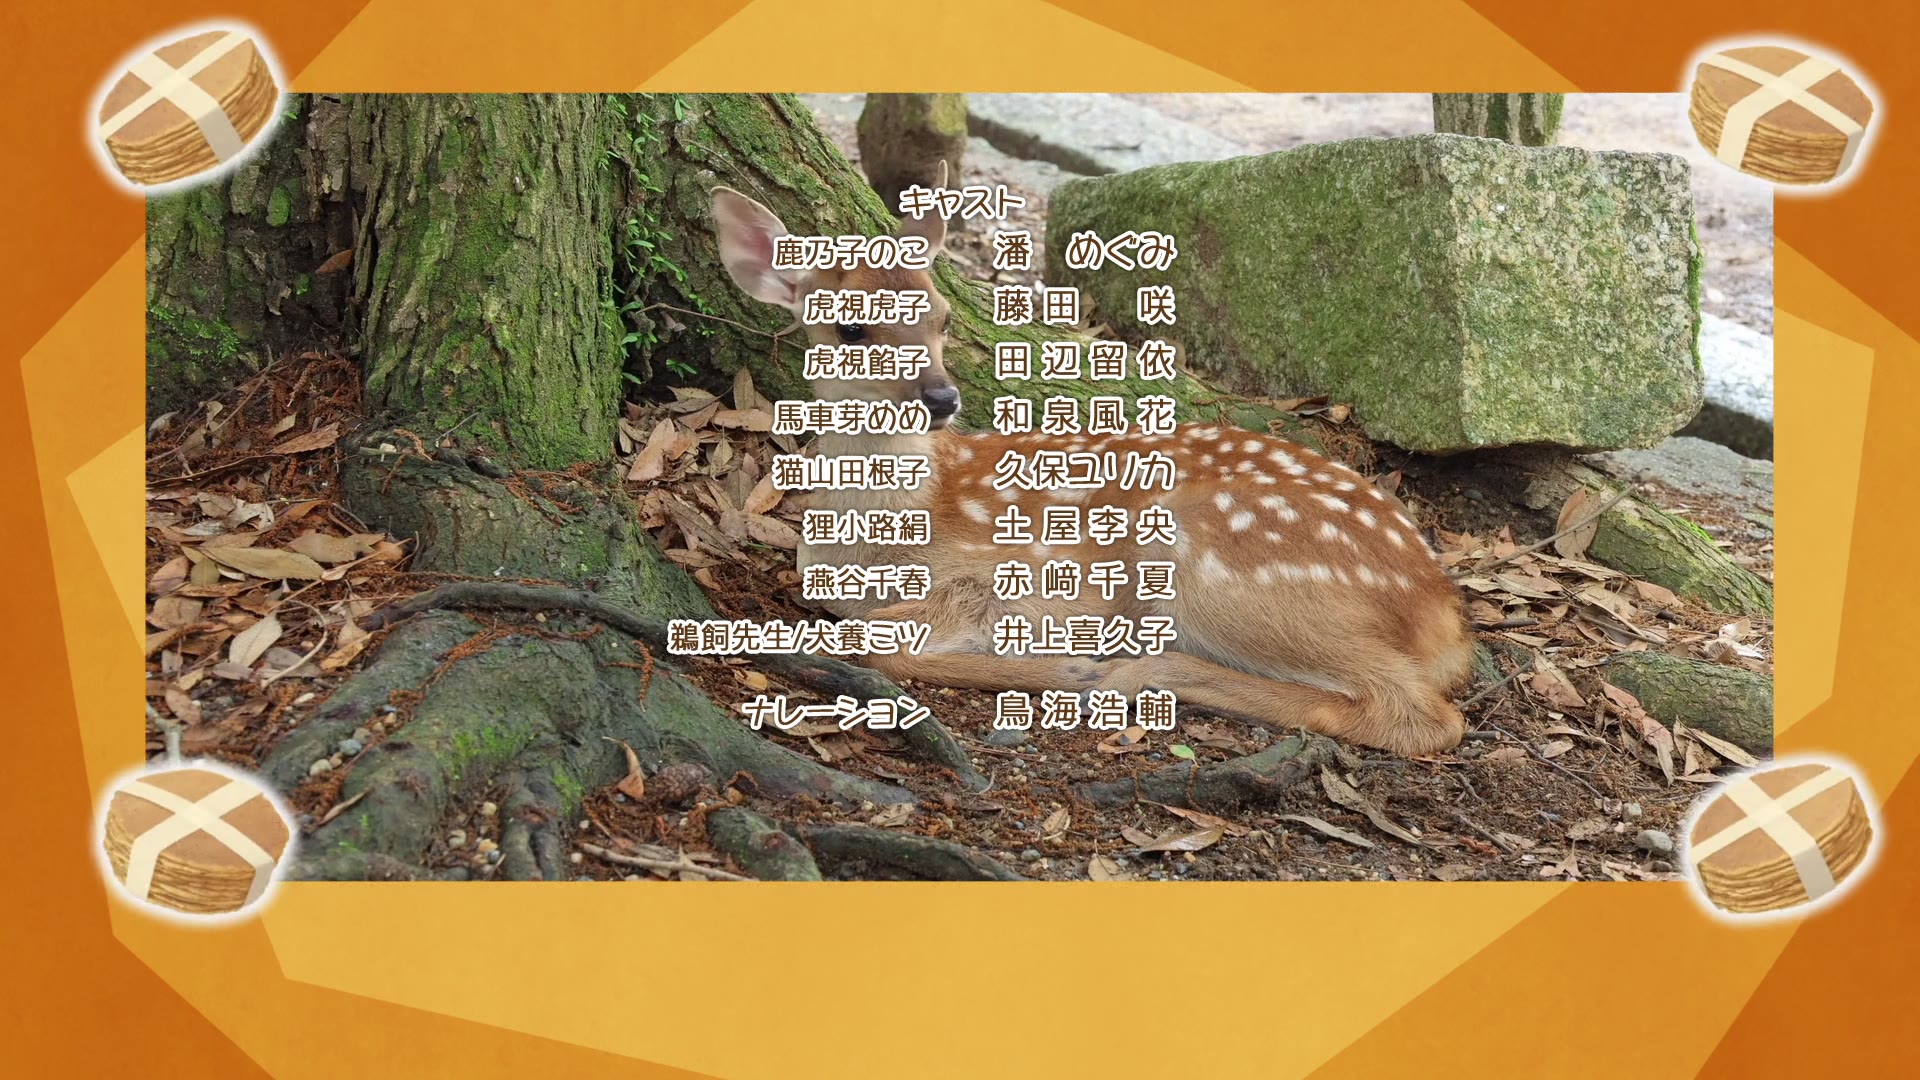 キャスト
鹿乃子のこ 潘 めぐみ
虎視虎子 藤田 咲
虎視餡子 田辺留依
馬車芽めめ 和泉風花
猫山田根子 久保ユリカ
狸小路絹 土屋李央
燕谷千春 赤﨑千夏
鵜飼先生/犬養ミツ 井上喜久子
ナレーション 鳥海浩輔